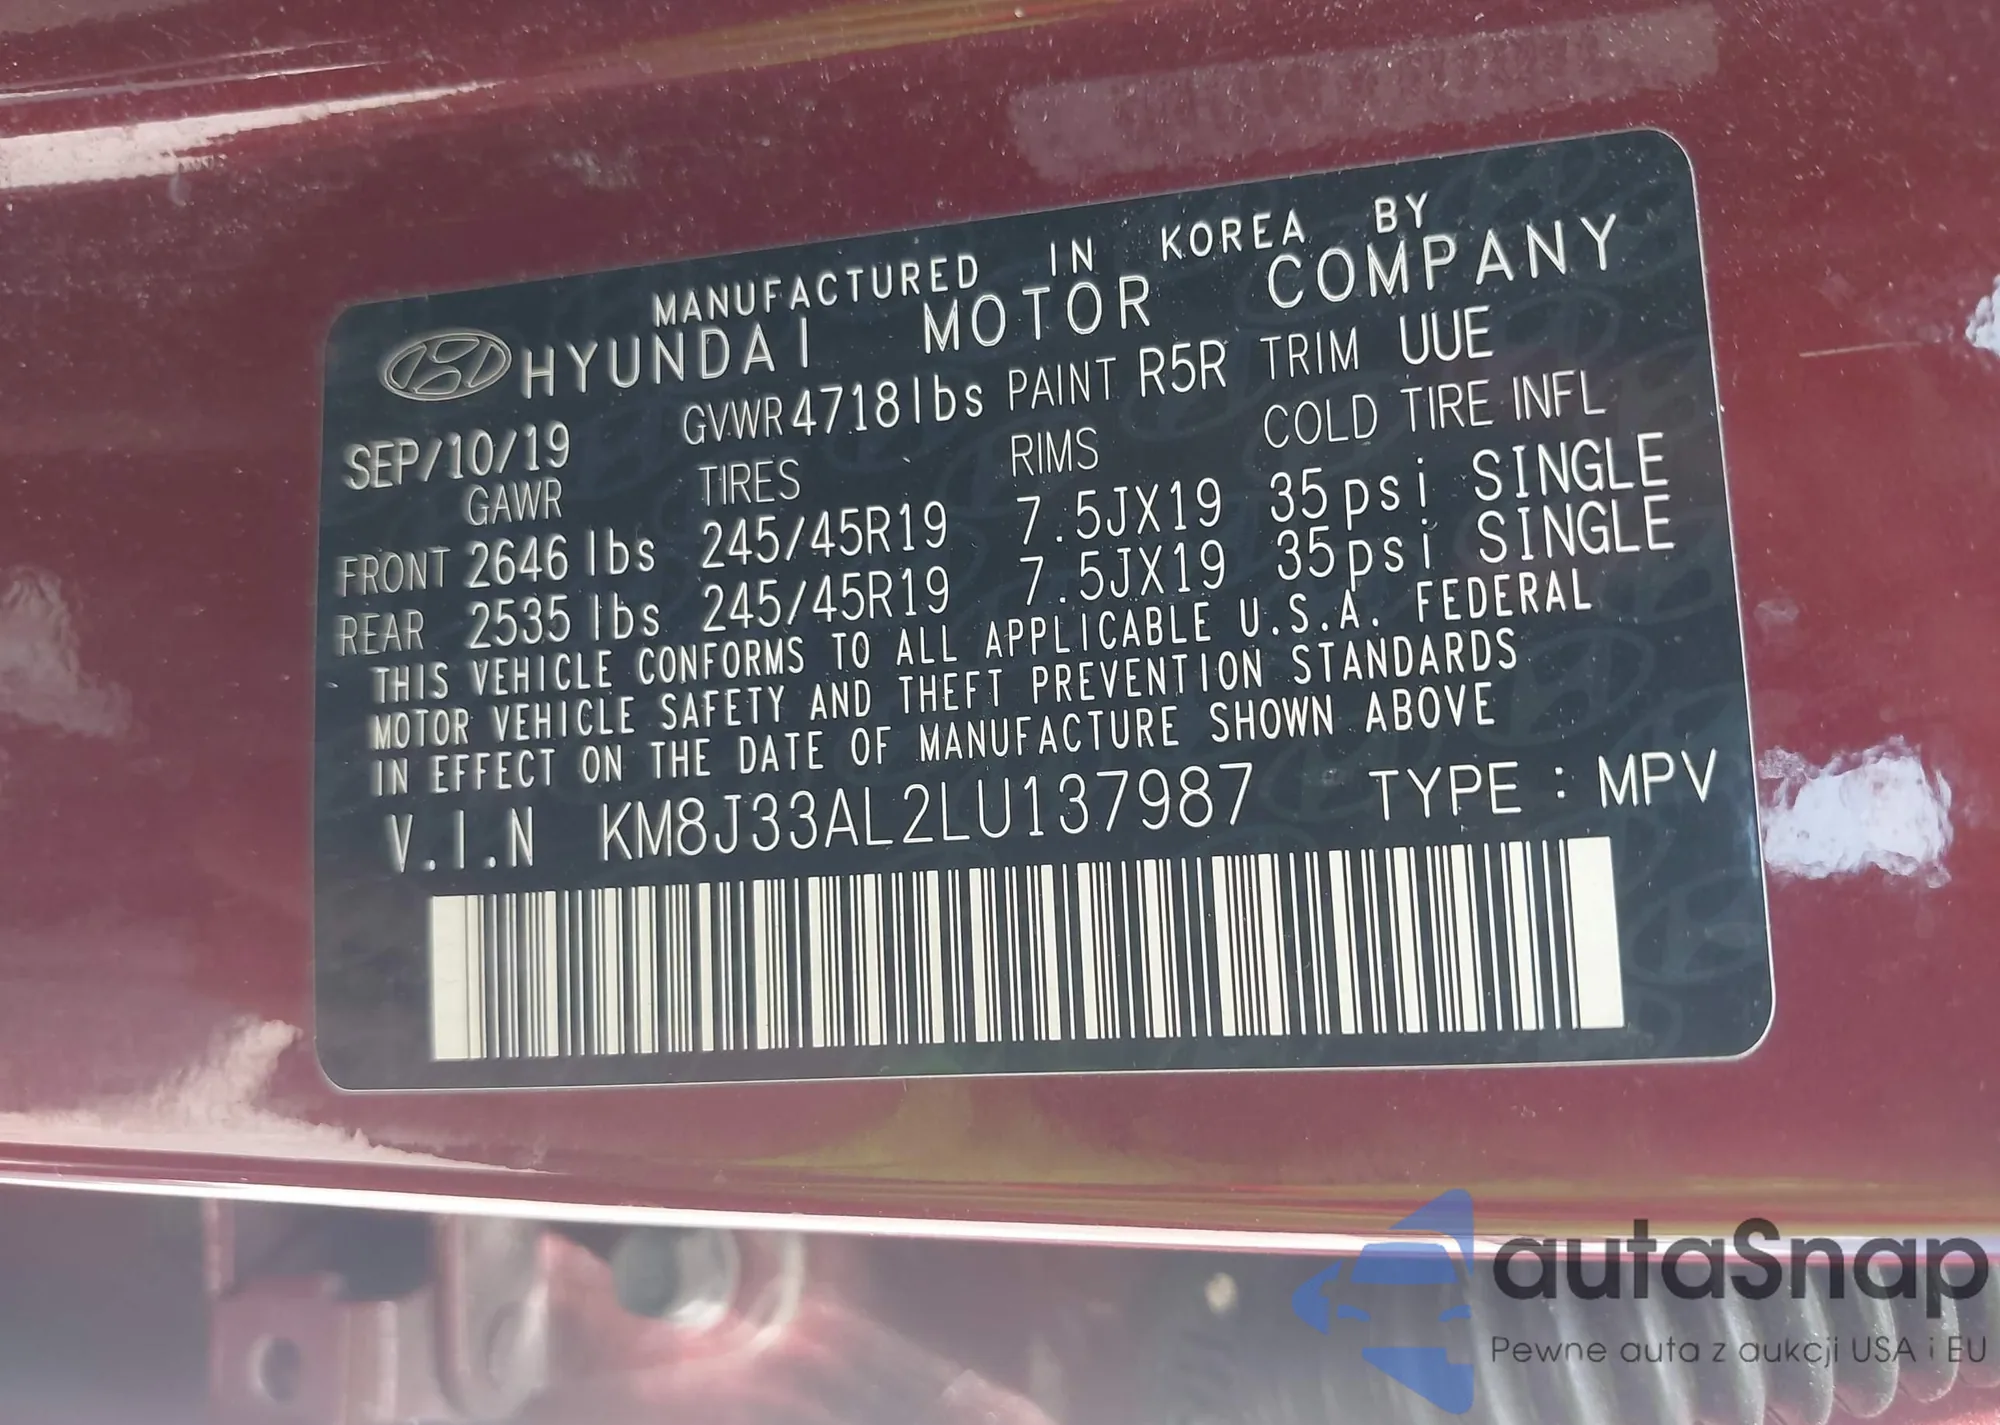 MANUFACTURED IN KOREA BY
HYUNDAI MOTOR COMPANY
SEP/10/19 GVWR 4718lbs PAINT R5R TRIM UUE
GAWR TIRES RIMS COLD TIRE INFL
FRONT 2646 lbs 245/45R19 7.5JX19 35psi SINGLE
REAR 2535 lbs 245/45R19 7.5JX19 35psi SINGLE
THIS VEHICLE CONFORMS TO ALL APPLICABLE U.S.A. FEDERAL
MOTOR VEHICLE SAFETY AND THEFT PREVENTION STANDARDS
IN EFFECT ON THE DATE OF MANUFACTURE SHOWN ABOVE
V.I.N KM8J33AL2LU137987 TYPE : MPV
autaSnap
Pewne auta z aukcji USA i EU